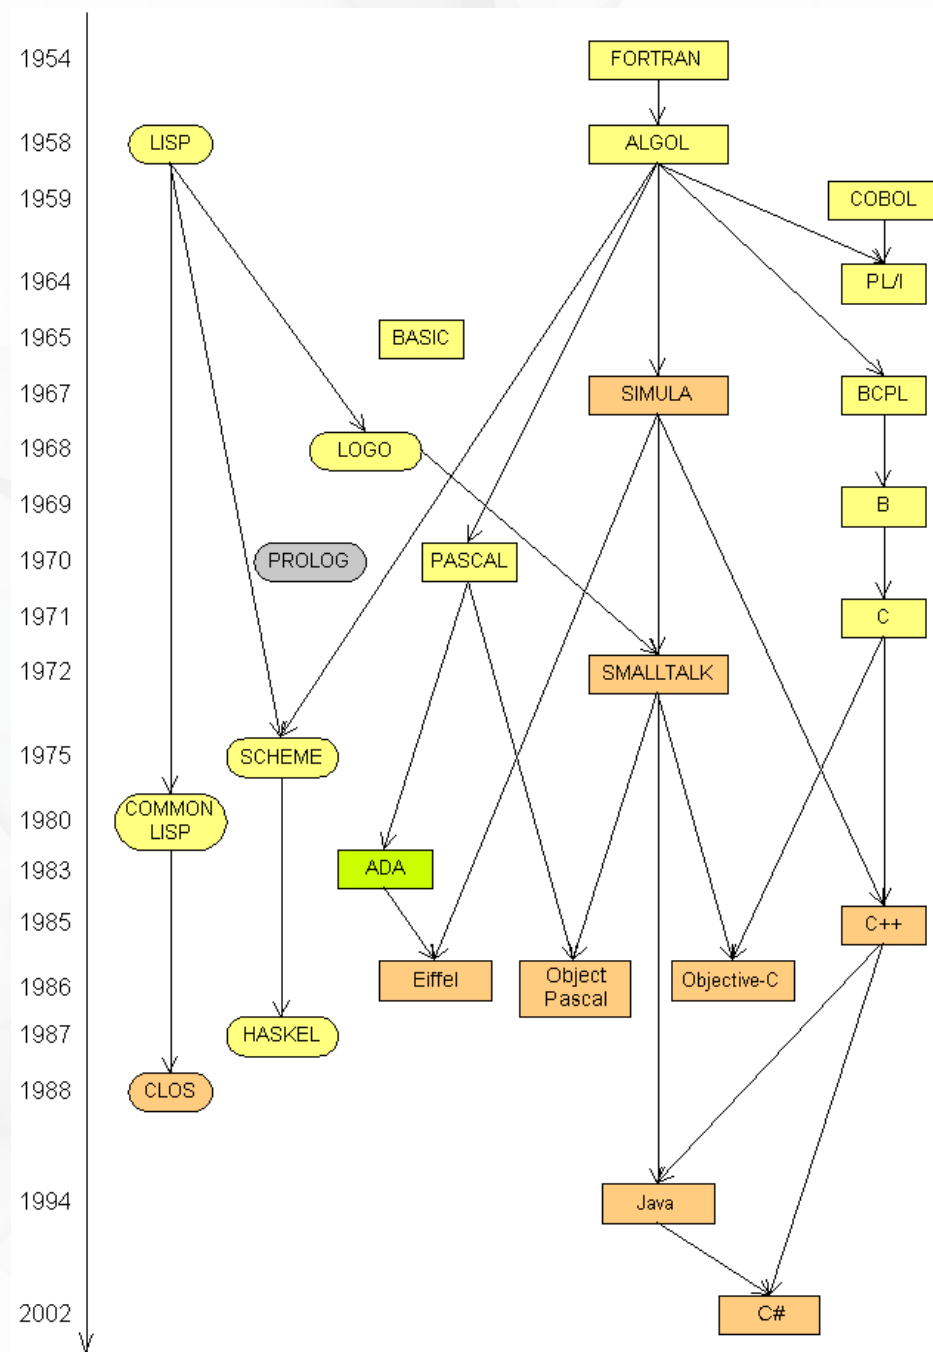 1954
FORTRAN
1958
LISP
ALGOL
1959
COBOL
1964
PL/I
1965
BASIC
1967
SIMULA
BCPL
1968
LOGO
1969
B
1970
PROLOG
PASCAL
1971
C
1972
SMALLTALK
1975
SCHEME
1980
COMMON
LISP
1983
ADA
1985
C++
1986
Eiffel
Object
Pascal
Objective-C
1987
HASKEL
1988
CLOS
1994
Java
2002
C#